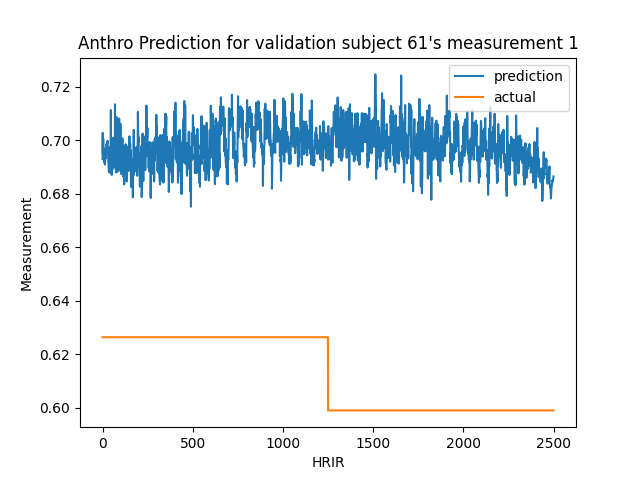 Anthro Prediction for validation subject 61's measurement 1
prediction
actual
0.72
0.70
0.68
0.66
0.64
0.62
0.60
Measurement
0
500
1000
1500
2000
2500
HRIR